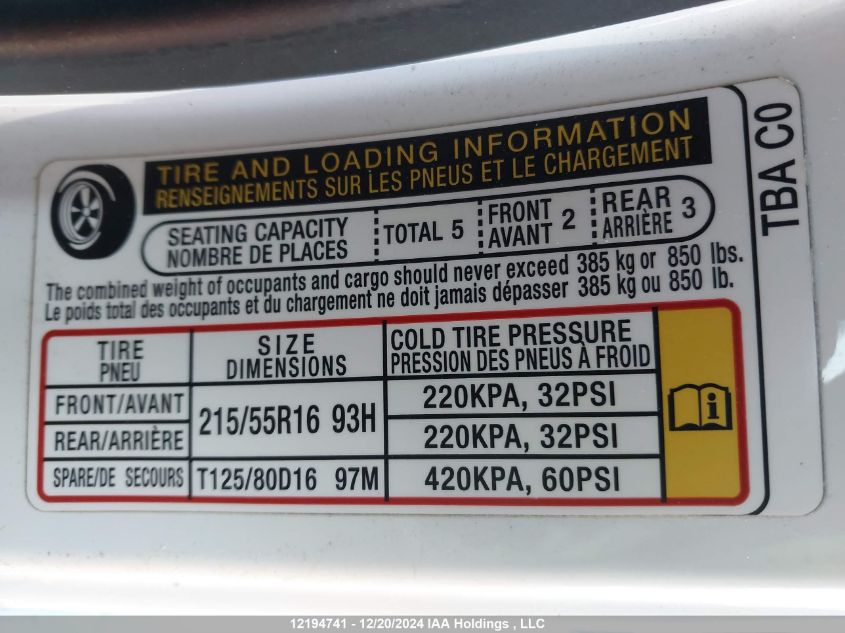 TIRE AND LOADING INFORMATION
RENSEIGNEMENTS SUR LES PNEUS ET LE CHARGEMENT
SEATING CAPACITY
NOMBRE DE PLACES
TOTAL 5
FRONT
AVANT
2
REAR
ARRIÈRE
3
The combined weight of occupants and cargo should never exceed 385 kg or 850 lbs.
Le poids total des occupants et du chargement ne doit jamais dépasser 385 kg ou 850 lb.
TIRE
PNEU
SIZE
DIMENSIONS
COLD TIRE PRESSURE
PRESSION DES PNEUS À FROID
FRONT/AVANT
215/55R16 93H
220KPA, 32PSI
REAR/ARRIÈRE
220KPA, 32PSI
SPARE/DE SECOURS
T125/80D16 97M
420KPA, 60PSI
TBA C0
12194741 - 12/20/2024 IAA Holdings , LLC